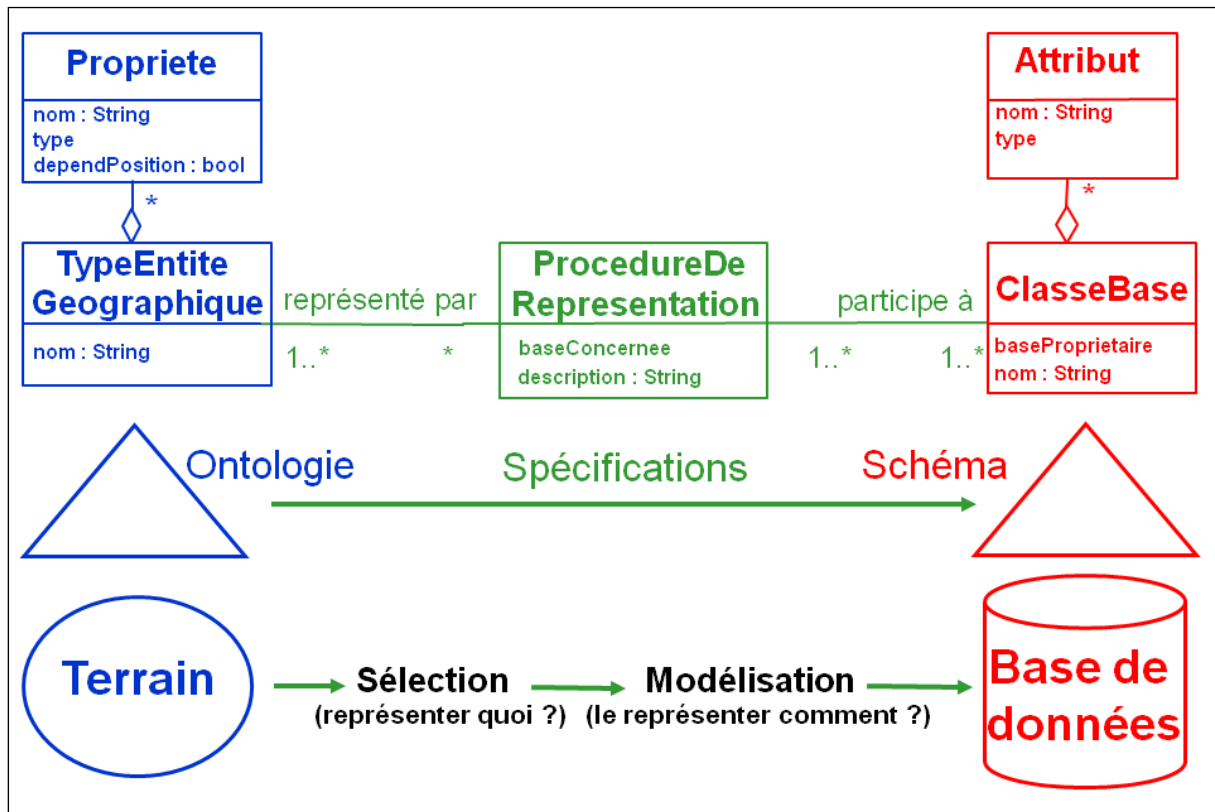 Propriete
nom : String
type
dependPosition : bool
*
Attribut
nom : String
type
*
TypeEntite
Geographique
nom : String
représenté par
1..*
*
ProcedureDe
Representation
baseConcernee
description : String
participe à
1..*
1..*
ClasseBase
baseProprietaire
nom : String
Ontologie
Spécifications
Schéma
Terrain
Sélection
(représenter quoi ?)
Modélisation
(le représenter comment ?)
Base de
données